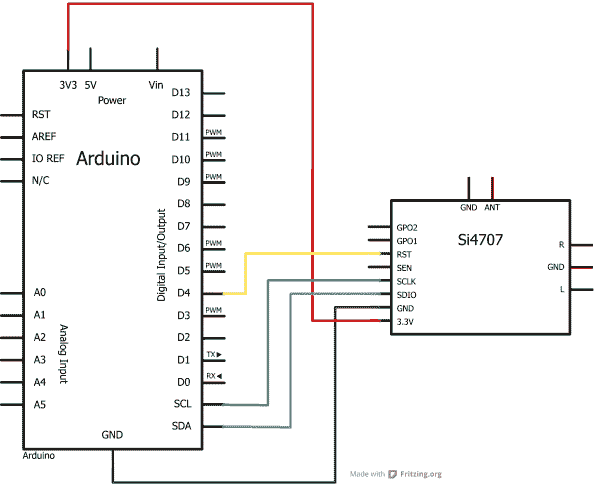 3V3 5V Vin
Power
RST
AREF
IO REF
N/C
Arduino
A0
A1
A2
A3
A4
A5
Analog Input
D13
D12
D11 PWM
D10 PWM
D9 PWM
D8
D7
D6 PWM
D5 PWM
D4
D3 PWM
D2
D1 TX▶
D0 RX◀
SCL
SDA
Digital Input/Output
GND
Arduino
GND ANT
Si4707
GPO2
GPO1
RST
SEN
SCLK
SDIO
GND
3.3V
R
GND
L
Made with Fritzing.org